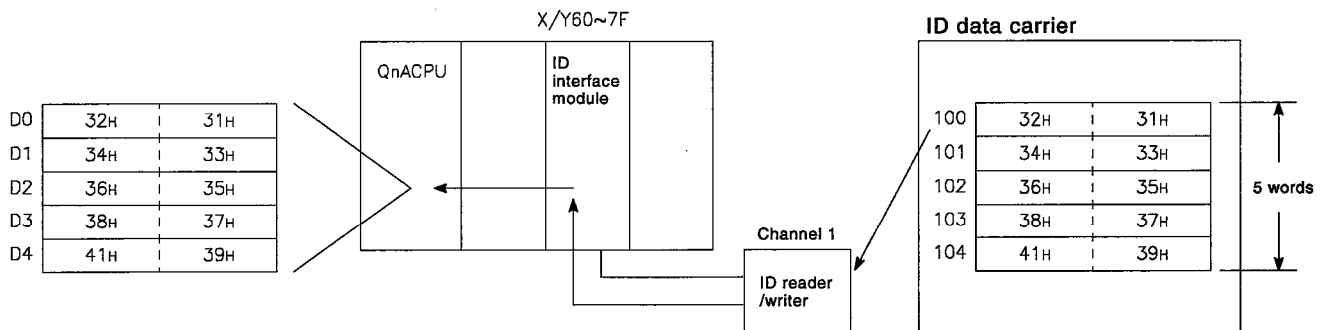 X/Y60~7F
ID data carrier
QnACPU
ID
interface
module
D0 32H 31H
D1 34H 33H
D2 36H 35H
D3 38H 37H
D4 41H 39H
100 32H 31H
101 34H 33H
102 36H 35H
103 38H 37H
104 41H 39H
5 words
Channel 1
ID reader
/writer